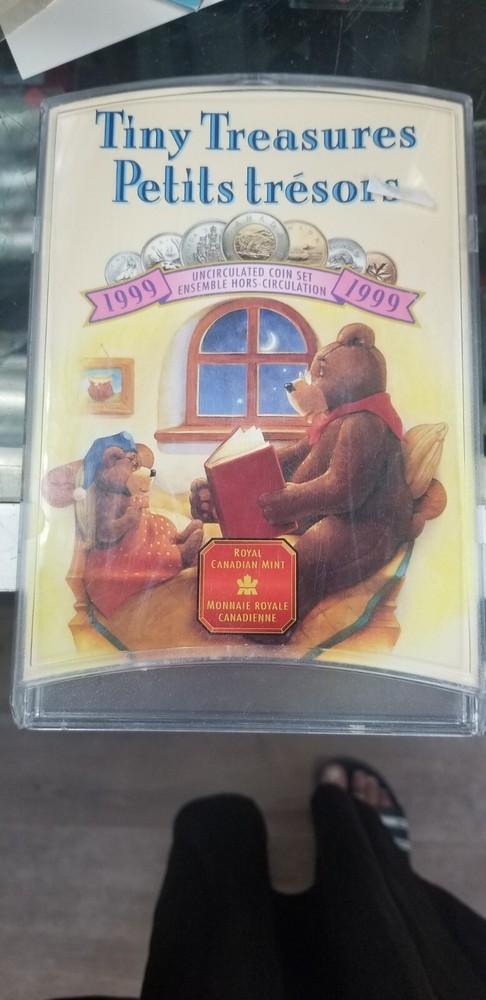 Tiny Treasures
Petits trésors
1999
UNCIRCULATED COIN SET
ENSEMBLE HORS-CIRCULATION
1999
ROYAL
CANADIAN MINT
MONNAIE ROYALE
CANADIENNE